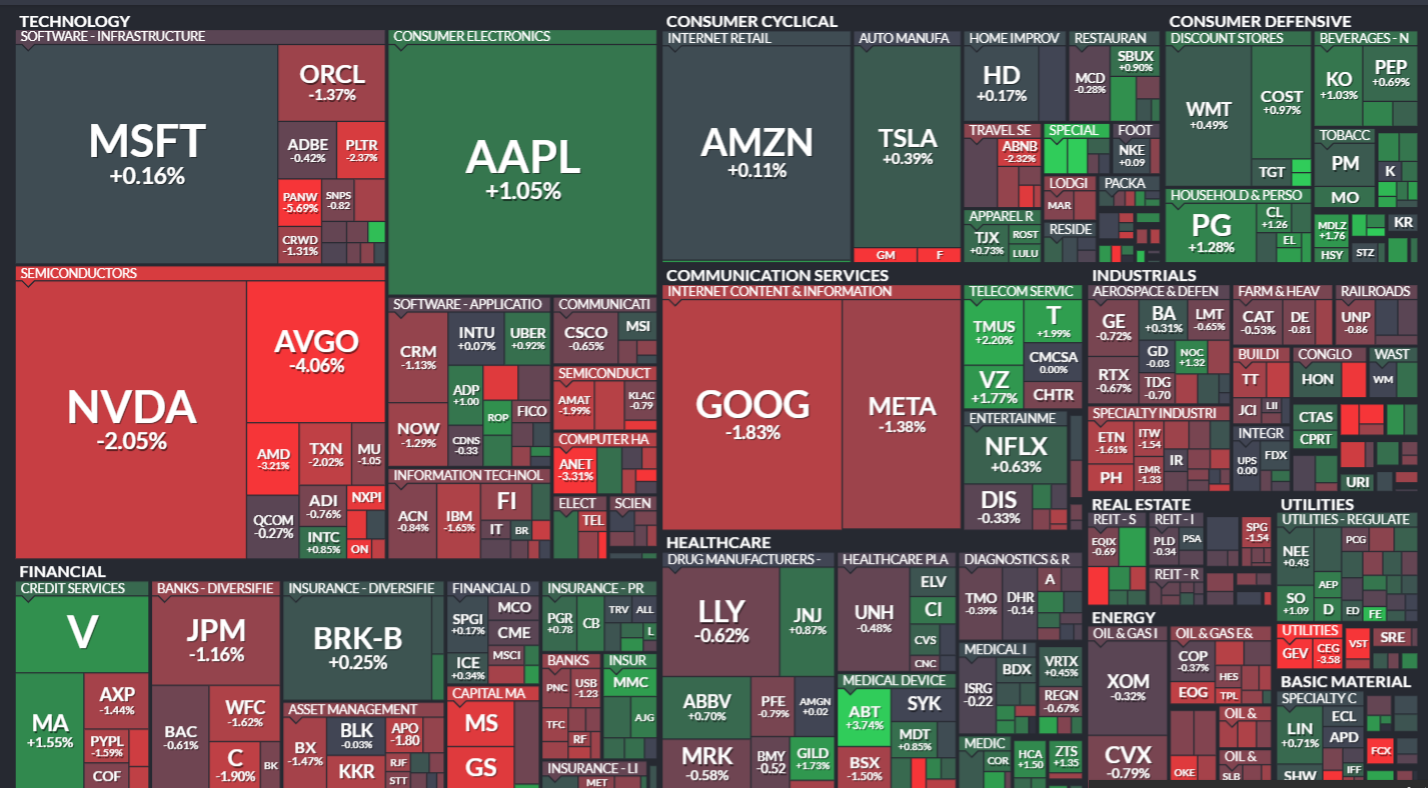 TECHNOLOGY
SOFTWARE - INFRASTRUCTURE
MSFT
+0.16%
ORCL
-1.37%
ADBE
-0.42%
PLTR
-2.37%
PANW
-5.69%
SNPS
-0.82
CRWD
-1.31%
CONSUMER ELECTRONICS
AAPL
+1.05%
SEMICONDUCTORS
NVDA
-2.05%
AVGO
-4.06%
AMD
-3.21%
TXN
-2.02%
MU
-1.05
QCOM
-0.27%
ADI
-0.76%
NXPI
INTC
+0.85%
ON
SOFTWARE - APPLICATIO
CRM
-1.13%
INTU
+0.07%
UBER
+0.92%
ADP
+1.00
ROP
FICO
NOW
-1.29%
CDNS
-0.33
COMMUNICATI
CSCO
-0.65%
MSI
SEMICONDUCT
AMAT
-1.99%
KLAC
-0.79
COMPUTER HA
ANET
-3.31%
INFORMATION TECHNOL
ACN
-0.84%
IBM
-1.65%
FI
IT
BR
ELECT
TEL
SCIEN
CONSUMER CYCLICAL
INTERNET RETAIL
AMZN
+0.11%
AUTO MANUFA
TSLA
+0.39%
GM
F
HOME IMPROV
HD
+0.17%
RESTAURAN
MCD
-0.28%
SBUX
+0.90%
TRAVEL SE
ABNB
-2.32%
SPECIAL
FOOT
NKE
+0.09
LODGI
MAR
PACKA
APPAREL R
TJX
+0.73%
ROST
LULU
RESIDE
CONSUMER DEFENSIVE
DISCOUNT STORES
WMT
+0.49%
COST
+0.97%
TGT
BEVERAGES - N
KO
+1.03%
PEP
+0.69%
TOBACC
PM
MO
K
HOUSEHOLD & PERSO
PG
+1.28%
CL
+1.26
EL
MDLZ
+1.76
HSY
STZ
KR
COMMUNICATION SERVICES
INTERNET CONTENT & INFORMATION
GOOG
-1.83%
META
-1.38%
TELECOM SERVIC
TMUS
+2.20%
T
+1.99%
VZ
+1.77%
CMCSA
0.00%
CHTR
ENTERTAINME
NFLX
+0.63%
DIS
-0.33%
INDUSTRIALS
AEROSPACE & DEFEN
GE
-0.72%
BA
+0.31%
LMT
-0.65%
RTX
-0.67%
GD
-0.03
NOC
+1.32
TDG
-0.70
FARM & HEAV
CAT
-0.53%
DE
-0.81
RAILROADS
UNP
-0.86
BUILDI
TT
JCI
LII
CONGLO
HON
WAST
WM
SPECIALTY INDUSTRI
ETN
-1.61%
ITW
-1.54
PH
EMR
-1.33
IR
INTEGR
UPS
0.00
FDX
CTAS
CPRT
URI
FINANCIAL
CREDIT SERVICES
V
MA
+1.55%
AXP
-1.44%
PYPL
-1.59%
COF
BANKS - DIVERSIFIE
JPM
-1.16%
BAC
-0.61%
WFC
-1.62%
C
-1.90%
BK
INSURANCE - DIVERSIFIE
BRK-B
+0.25%
ASSET MANAGEMENT
BX
-1.47%
BLK
-0.03%
APO
-1.80
KKR
RJF
STT
FINANCIAL D
SPGI
+0.17%
MCO
CME
ICE
+0.34%
MSCI
CAPITAL MA
MS
GS
INSURANCE - PR
PGR
+0.78
CB
TRV
ALL
L
BANKS
PNC
USB
-1.23
TFC
RF
INSUR
MMC
AJG
INSURANCE - LI
MET
HEALTHCARE
DRUG MANUFACTURERS -
LLY
-0.62%
JNJ
+0.87%
ABBV
+0.70%
PFE
-0.79%
AMGN
+0.02
MRK
-0.58%
BMY
-0.52
GILD
+1.73%
HEALTHCARE PLA
UNH
-0.48%
ELV
CI
CVS
CNC
MEDICAL DEVICE
ABT
+3.74%
SYK
MDT
+0.85%
BSX
-1.50%
DIAGNOSTICS & R
TMO
-0.39%
DHR
-0.14
A
MEDICAL I
ISRG
-0.22
BDX
VRTX
+0.45%
REGN
-0.67%
MEDIC
COR
HCA
+1.50
ZTS
+1.35
REAL ESTATE
REIT - S
EQIX
-0.69
REIT - I
PLD
-0.34
PSA
SPG
-1.54
REIT - R
UTILITIES
UTILITIES - REGULATE
NEE
+0.43
PCG
SO
+1.09
AEP
D
ED
FE
UTILITIES
GEV
CEG
-3.58
VST
SRE
ENERGY
OIL & GAS I
XOM
-0.32%
CVX
-0.79%
OIL & GAS E&
COP
-0.37%
EOG
HES
TPL
OIL &
OIL &
OKE
SLB
BASIC MATERIAL
SPECIALTY C
LIN
+0.71%
ECL
APD
SHW
IFF
FCX